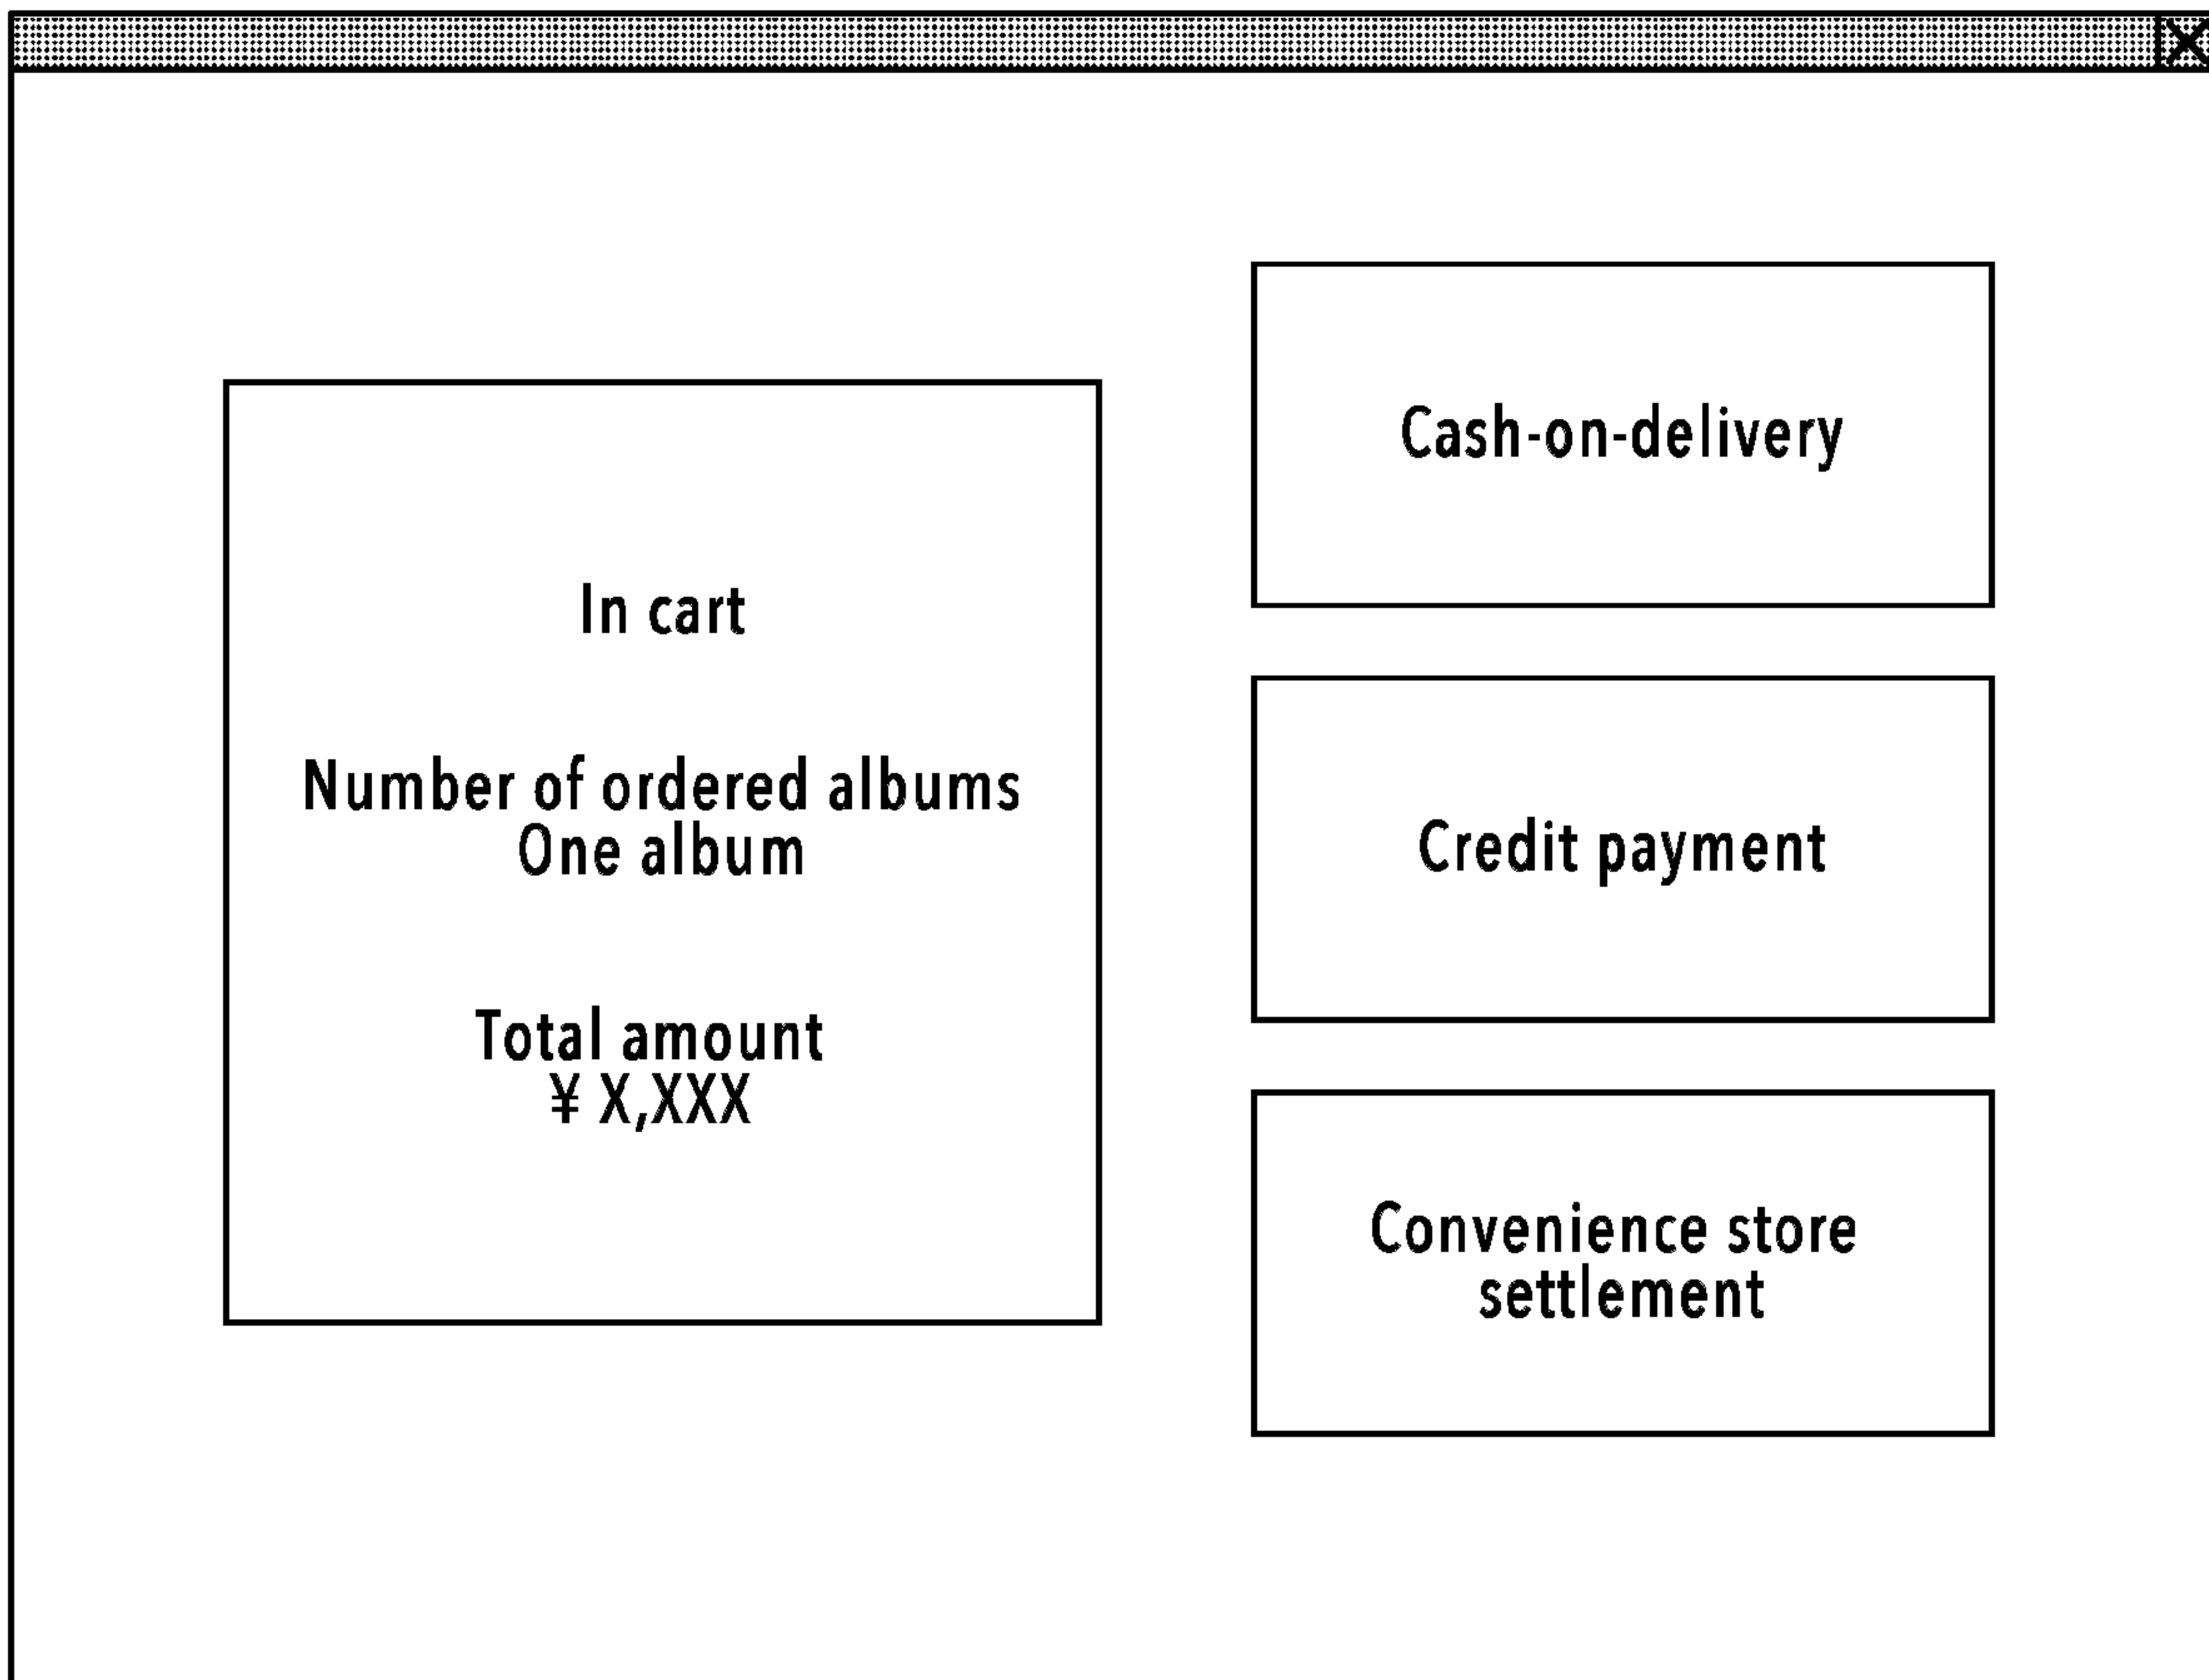 In cart
Number of ordered albums
One album
Total amount
¥ X,XXX
Cash-on-delivery
Credit payment
Convenience store
settlement